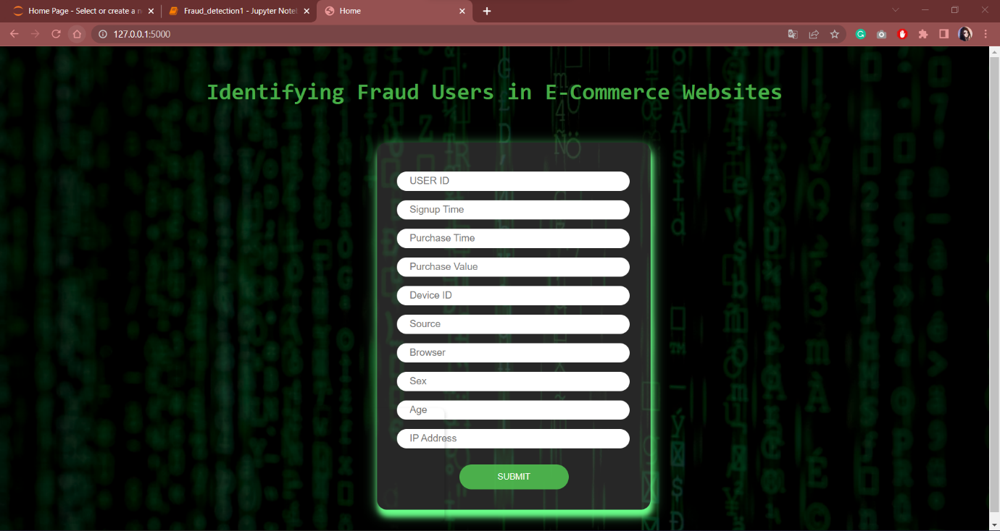 Home Page - Select or create a n
Fraud_detection1 - Jupyter Noteb
Home
127.0.0.1:5000
Identifying Fraud Users in E-Commerce Websites
USER ID
Signup Time
Purchase Time
Purchase Value
Device ID
Source
Browser
Sex
Age
IP Address
SUBMIT